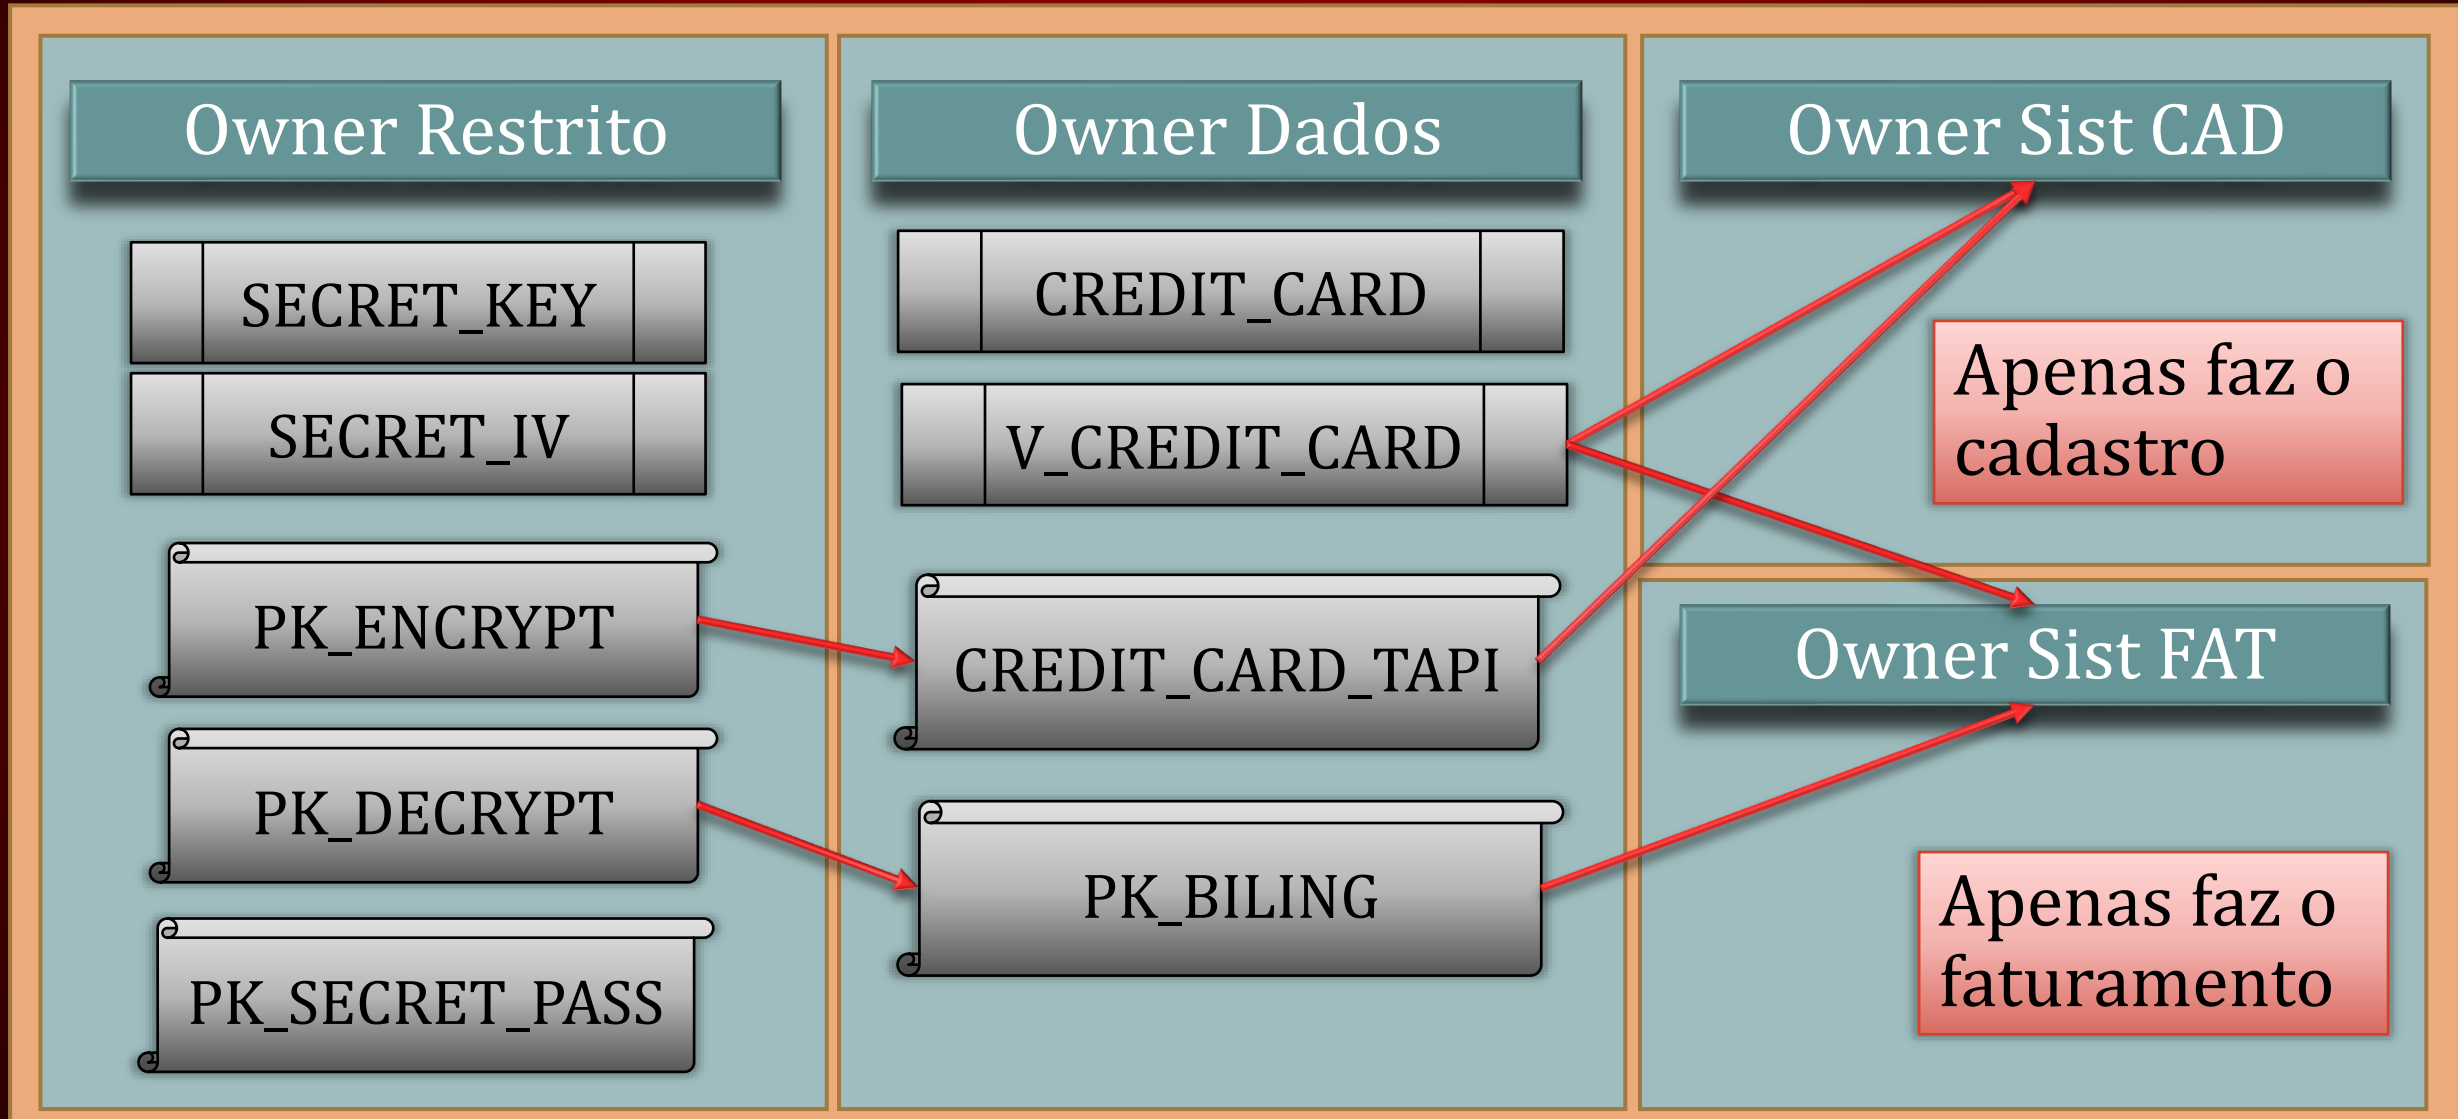 Owner Restrito
SECRET_KEY
SECRET_IV
PK_ENCRYPT
PK_DECRYPT
PK_SECRET_PASS
Owner Dados
CREDIT_CARD
V_CREDIT_CARD
CREDIT_CARD_TAPI
PK_BILING
Owner Sist CAD
Apenas faz o
cadastro
Owner Sist FAT
Apenas faz o
faturamento